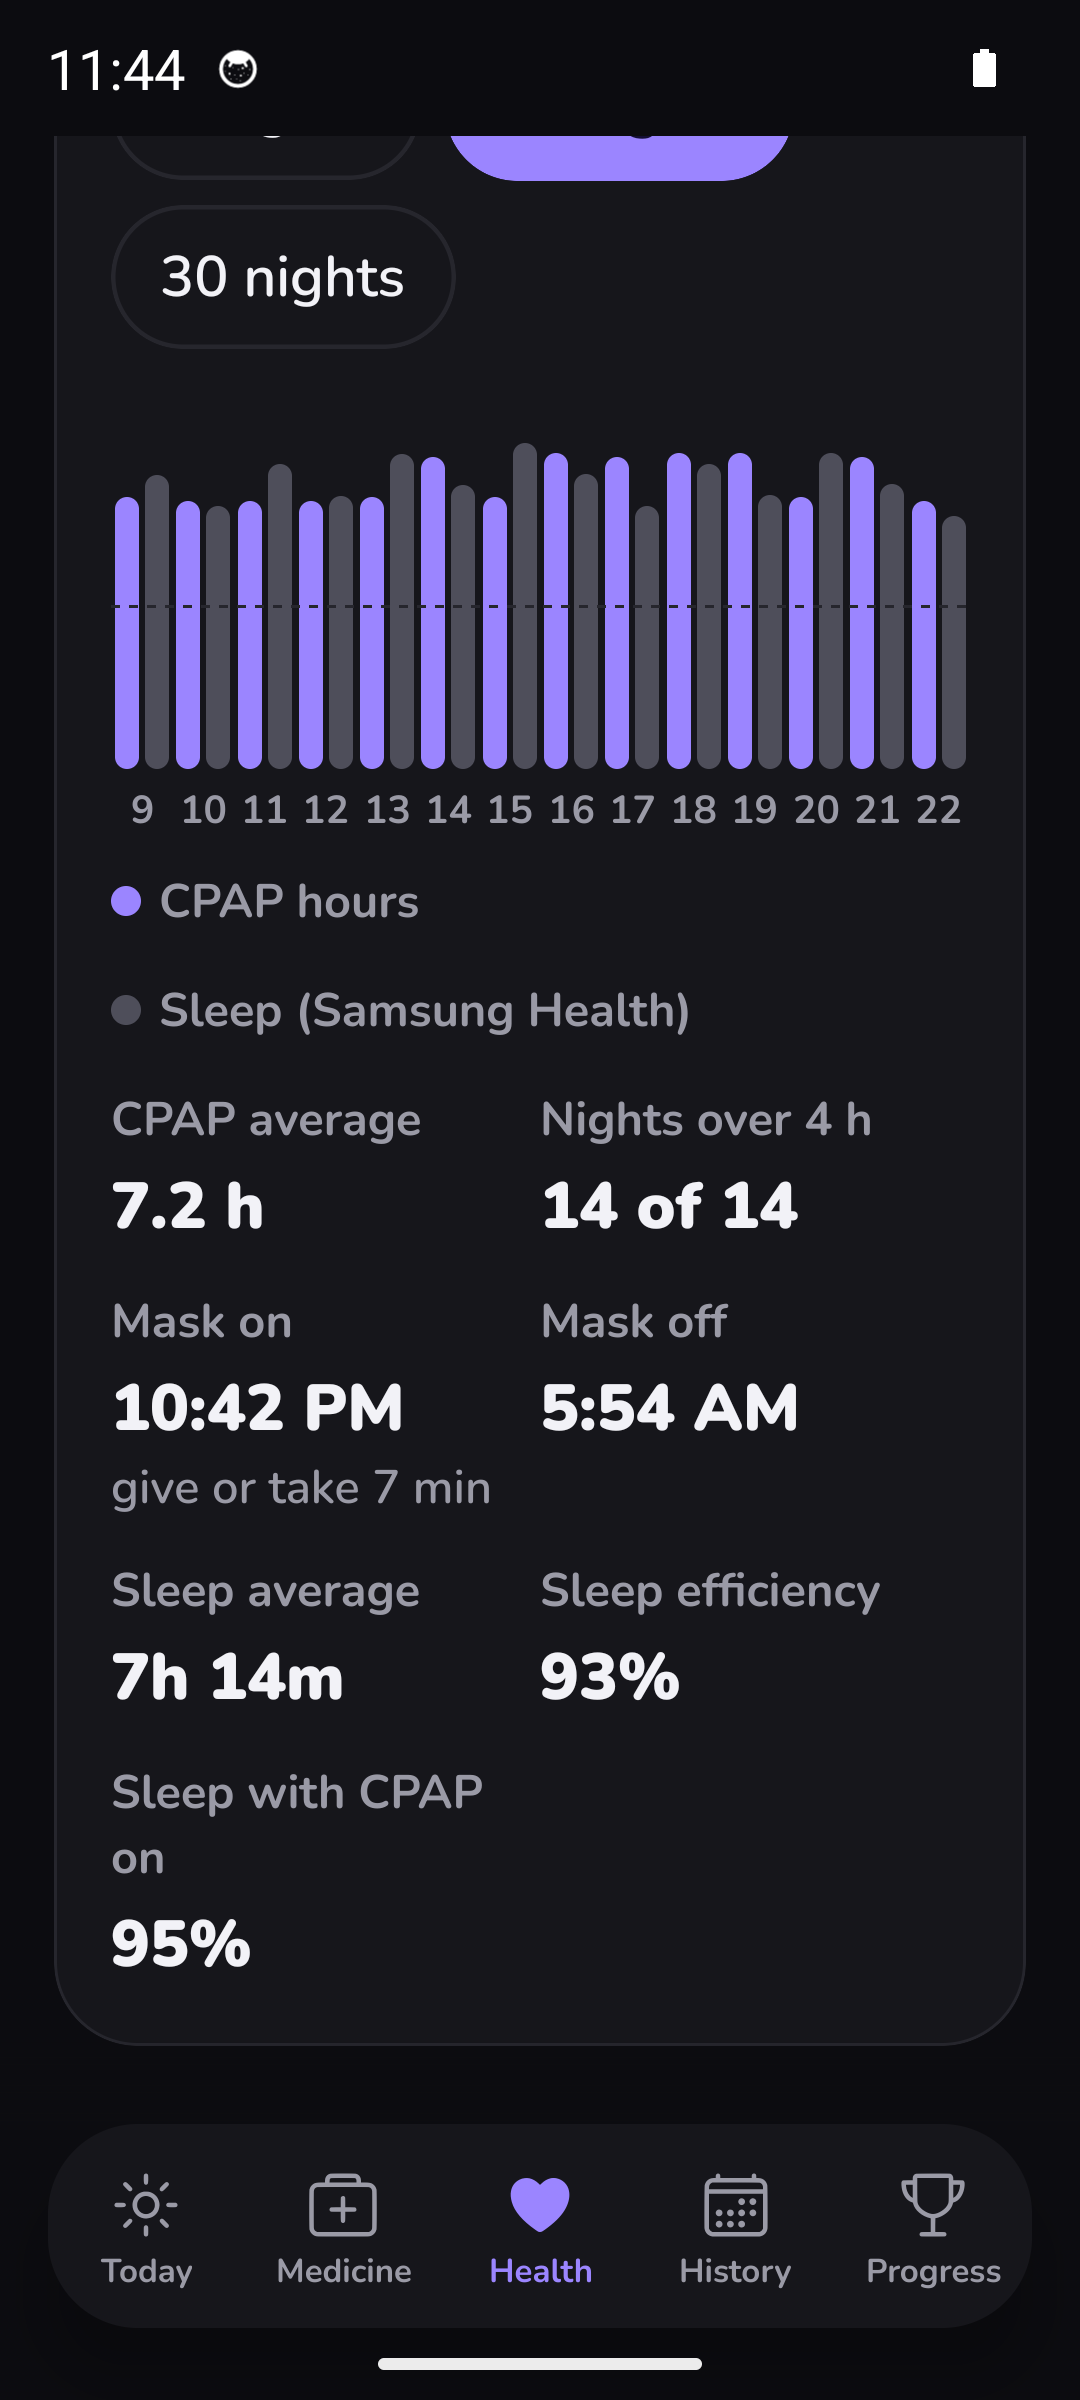 11:44
30 nights
9 10 11 12 13 14 15 16 17 18 19 20 21 22
CPAP hours
Sleep (Samsung Health)
CPAP average Nights over 4 h
7.2 h 14 of 14
Mask on Mask off
10:42 PM 5:54 AM
give or take 7 min
Sleep average Sleep efficiency
7h 14m 93%
Sleep with CPAP
on
95%
Today Medicine Health History Progress